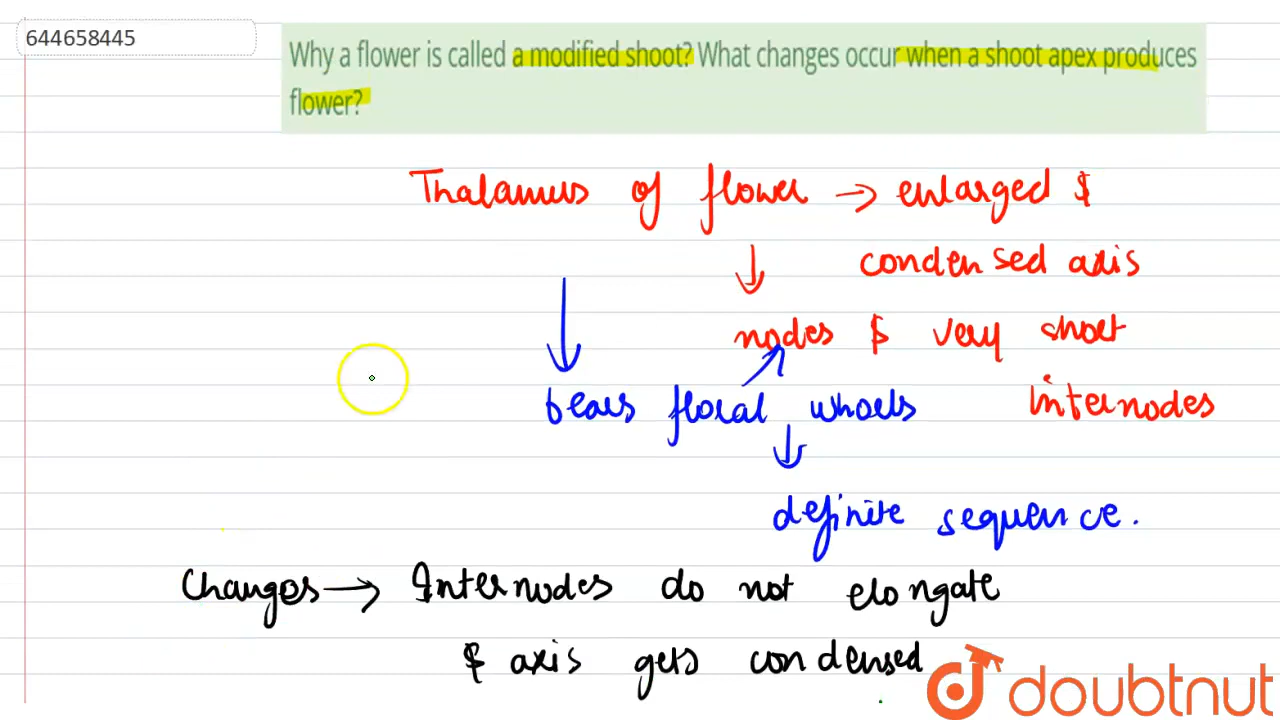 644658445
Why a flower is called a modified shoot? What changes occur when a shoot apex produces
flower?
Thalamus of flower → enlarged &
condensed axis
↓
nodes & very short
internodes
↓
bears floral whorls
↓
definite sequence.
Changes → Internodes do not elongate
& axis gets condensed
doubtnut